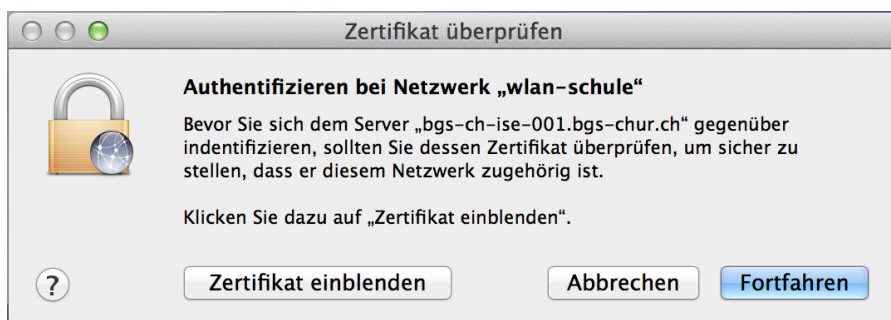 Zertifikat überprüfen
Authentifizieren bei Netzwerk „wlan-schule“
Bevor Sie sich dem Server „bgs-ch-ise-001.bgs-chur.ch“ gegenüber
indentifizieren, sollten Sie dessen Zertifikat überprüfen, um sicher zu
stellen, dass er diesem Netzwerk zugehörig ist.
Klicken Sie dazu auf „Zertifikat einblenden“.
? Zertifikat einblenden Abbrechen Fortfahren